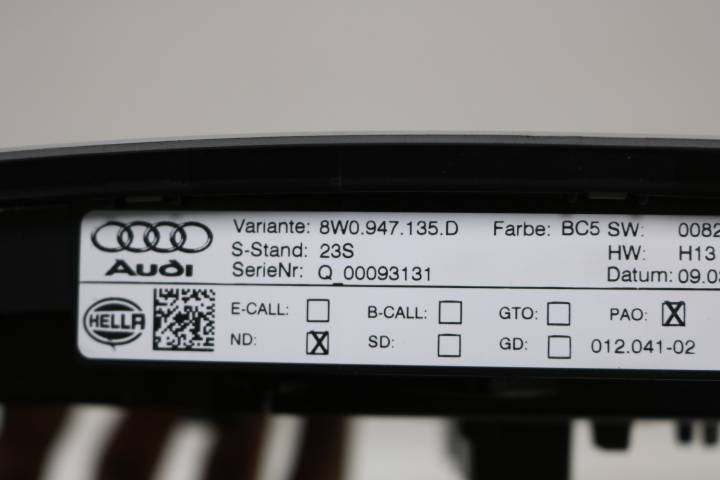 Variante: 8W0.947.135.D Farbe: BC5 SW: 0082
Audi S-Stand: 23S HW: H13
SerieNr: Q_00093131 Datum: 09.03
HELLA E-CALL: B-CALL: GTO: PAO: X
ND: X SD: GD: 012.041-02